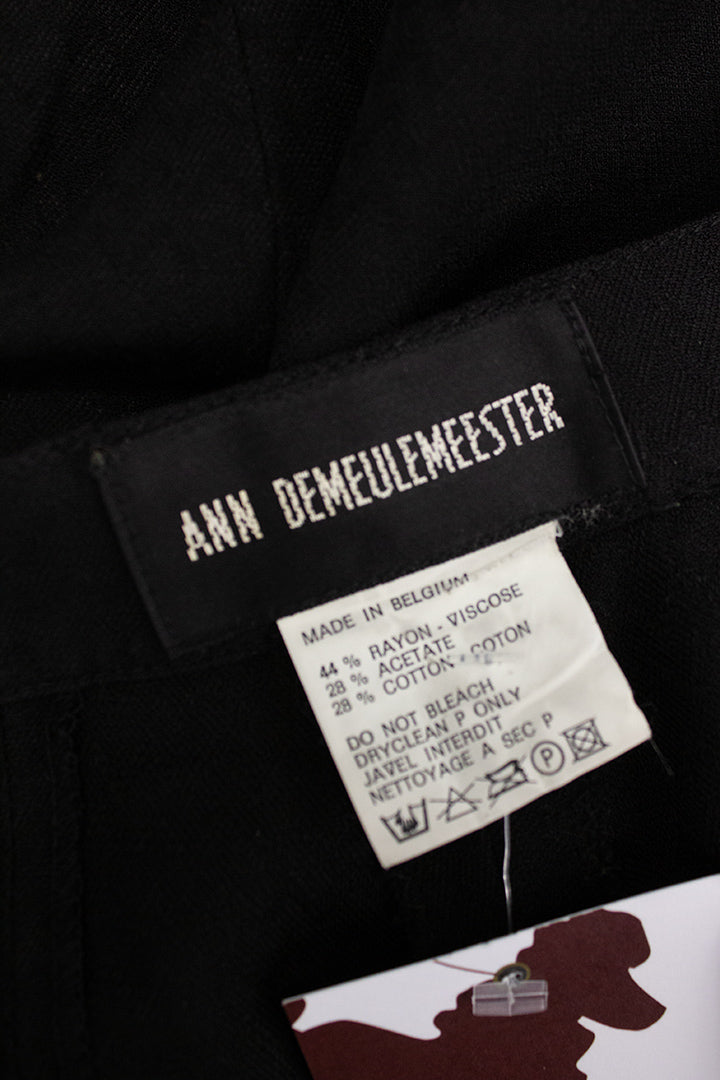 ANN DEMEULEMEESTER
MADE IN BELGIUM
44 % RAYON - VISCOSE
28 % ACETATE
28 % COTTON - COTON
DO NOT BLEACH
DRYCLEAN P ONLY
JAVEL INTERDIT
NETTOYAGE A SEC P
P